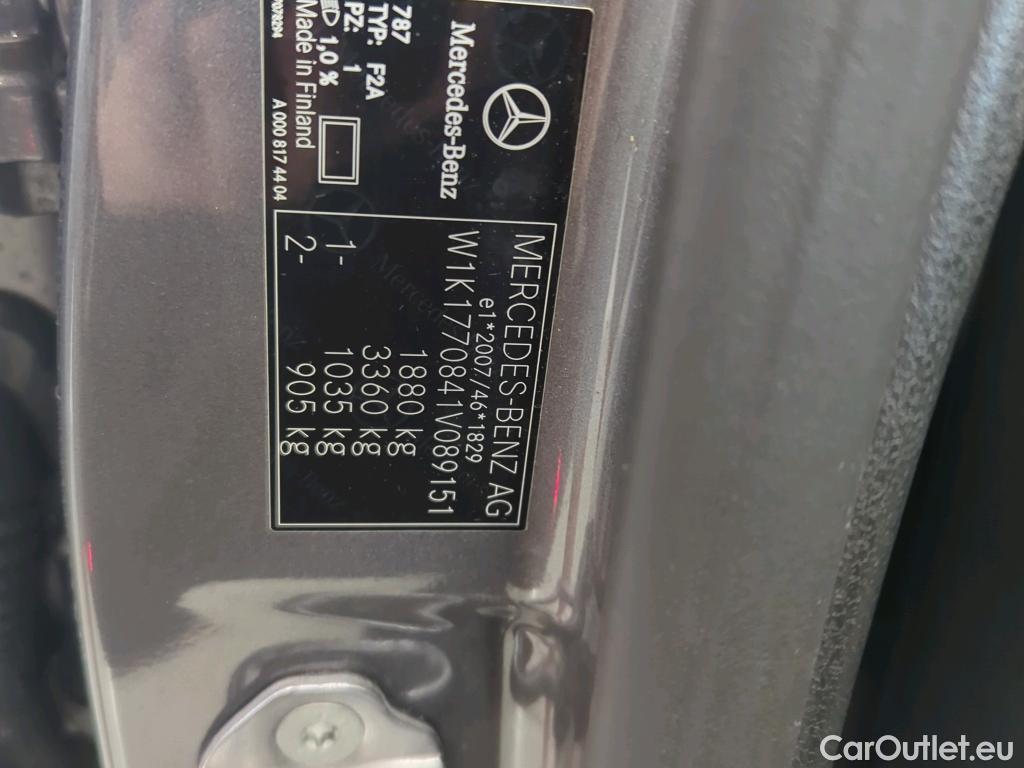 Mercedes-Benz
787
TYP: F2A
PZ: 1
1,0 %
Made in Finland
7078204
A 000 817 44 04
MERCEDES-BENZ AG
e1*2007/46*1829
W1K1770841V089151
1880 kg
3360 kg
1- 1035 kg
2- 905 kg
CarOutlet.eu